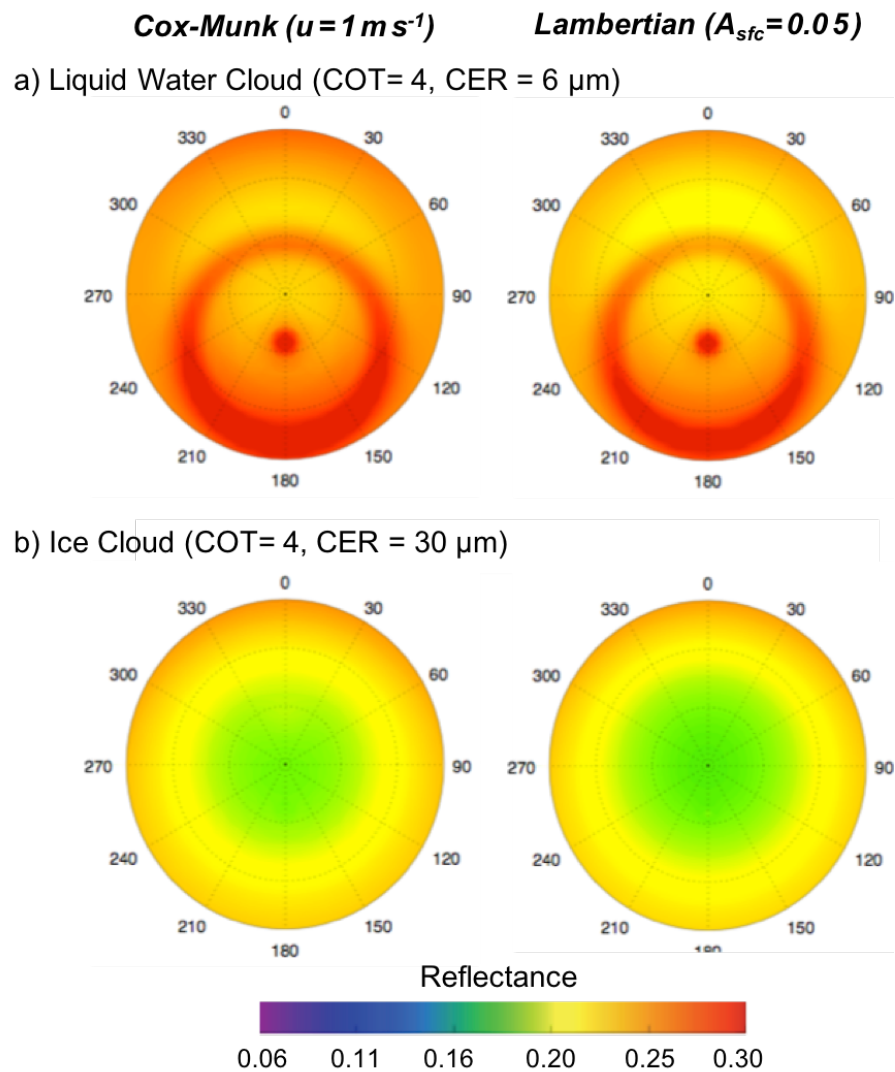 Cox-Munk (u = 1 m s-1) Lambertian (Asfc= 0.05)
a) Liquid Water Cloud (COT= 4, CER = 6 μm)
0 0
330 30 330 30
300 60 300 60
270 90 270 90
240 120 240 120
210 150 210 150
180 180
b) Ice Cloud (COT= 4, CER = 30 μm)
0 0
330 30 330 30
300 60 300 60
270 90 270 90
240 120 240 120
210 150 210 150
180 180
Reflectance
0.06 0.11 0.16 0.20 0.25 0.30